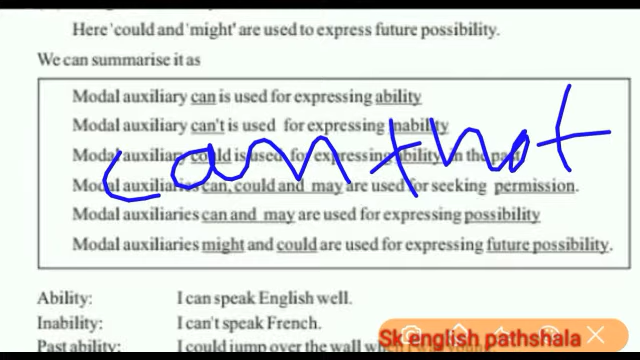 Here 'could and 'might' are used to express future possibility.
We can summarise it as
Modal auxiliary can is used for expressing ability
Modal auxiliary can't is used for expressing inability
Modal auxiliary could is used for expressing ability in the past
Modal auxiliaries can, could and may are used for seeking permission.
Modal auxiliaries can and may are used for expressing possibility
Modal auxiliaries might and could are used for expressing future possibility.
can
Ability: I can speak English well.
Inability: I can't speak French.
Past ability: I could jump over the wall when I
Sk english pathshala